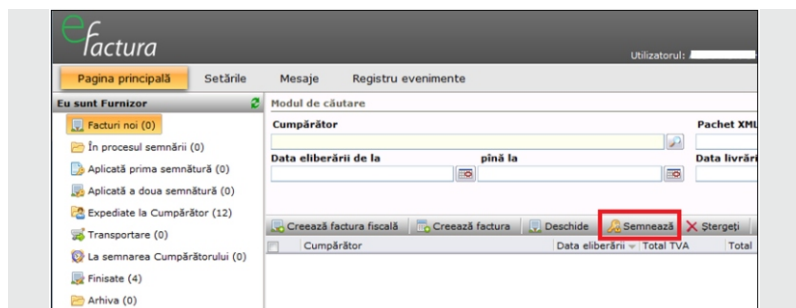 e
factura
Utilizatorul:
Pagina principală Setările Mesaje Registru evenimente
Eu sunt Furnizor
Facturi noi (0)
În procesul semnării (0)
Aplicată prima semnătură (0)
Aplicată a doua semnătură (0)
Expediate la Cumpărător (12)
Transportare (0)
La semnarea Cumpărătorului (0)
Finisate (4)
Arhiva (0)
Modul de căutare
Cumpărător Pachet XML
Data eliberării de la pînă la Data livrări
Creează factura fiscală Creează factura Deschide Semnează Ștergeți
Cumpărător Data eliberării Total TVA Total